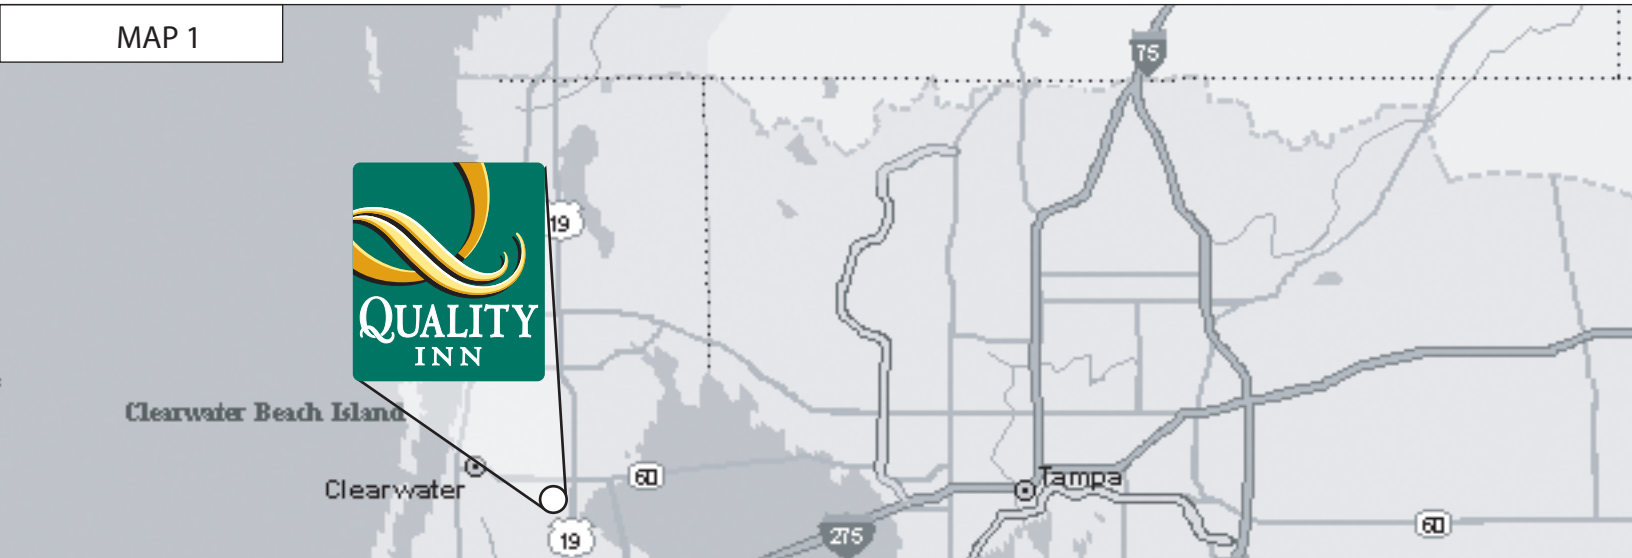 MAP 1
75
19
QUALITY
INN
Clearwater Beach Island
60
Tampa
Clearwater
60
19
275